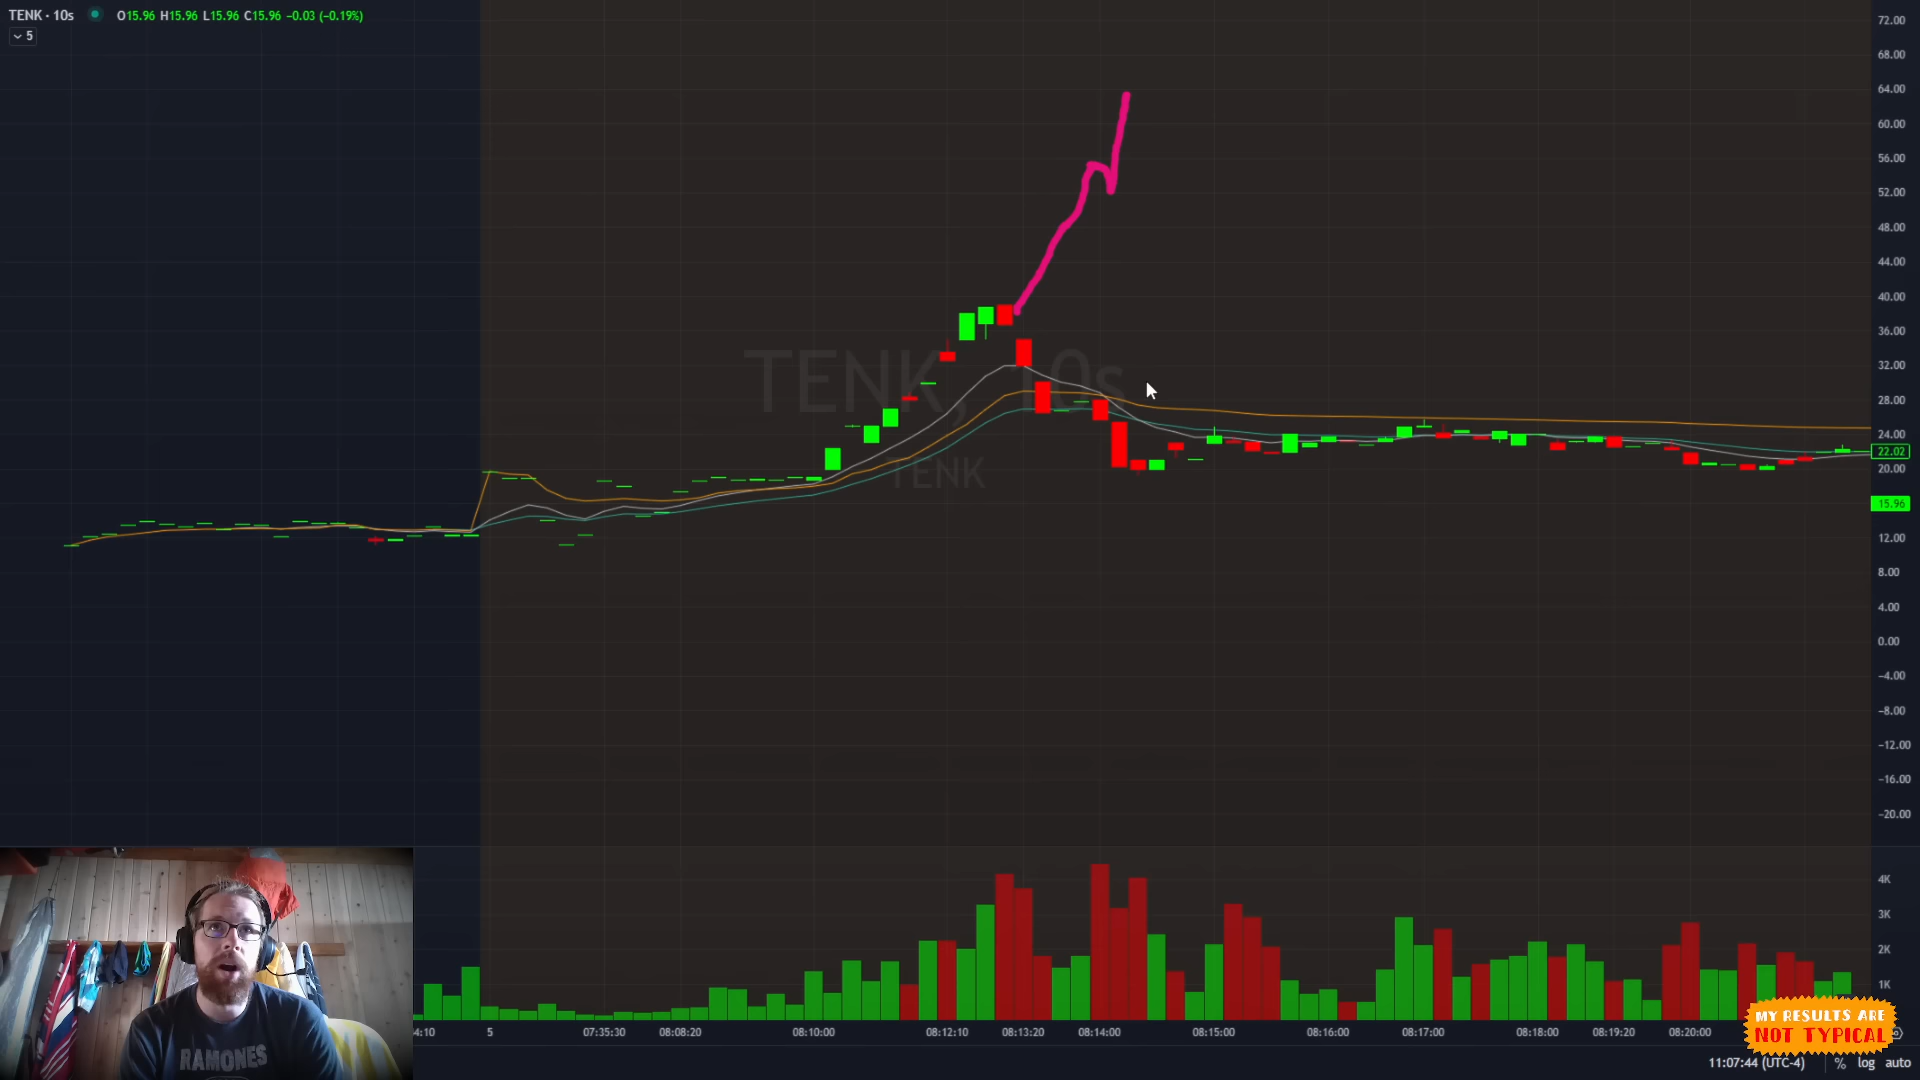 TENK · 10s O15.96 H15.96 L15.96 C15.96 −0.03 (−0.19%)
5
72.00
68.00
64.00
60.00
56.00
52.00
48.00
44.00
40.00
36.00
32.00
28.00
24.00
22.02
20.00
15.96
12.00
8.00
4.00
0.00
−4.00
−8.00
−12.00
−16.00
−20.00
TENK, 10s
TENK
4K
3K
2K
1K
4:10 5 07:35:30 08:08:20 08:10:00 08:12:10 08:13:20 08:14:00 08:15:00 08:16:00 08:17:00 08:18:00 08:19:20 08:20:00
MY RESULTS ARE
NOT TYPICAL
11:07:44 (UTC-4) % log auto
RAMONES